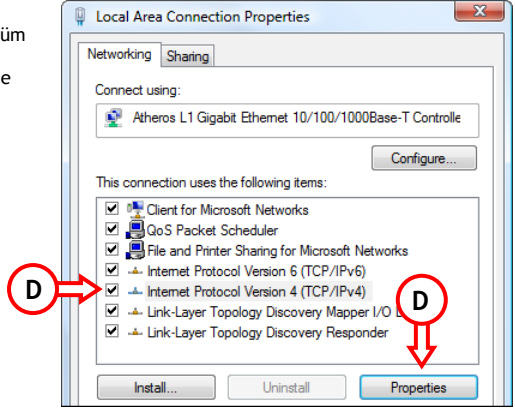 üm
e
Local Area Connection Properties
Networking Sharing
Connect using:
Atheros L1 Gigabit Ethernet 10/100/1000Base-T Controlle
Configure...
This connection uses the following items:
Client for Microsoft Networks
QoS Packet Scheduler
File and Printer Sharing for Microsoft Networks
Internet Protocol Version 6 (TCP/IPv6)
D Internet Protocol Version 4 (TCP/IPv4) D
Link-Layer Topology Discovery Mapper I/O
Link-Layer Topology Discovery Responder
Install... Uninstall Properties